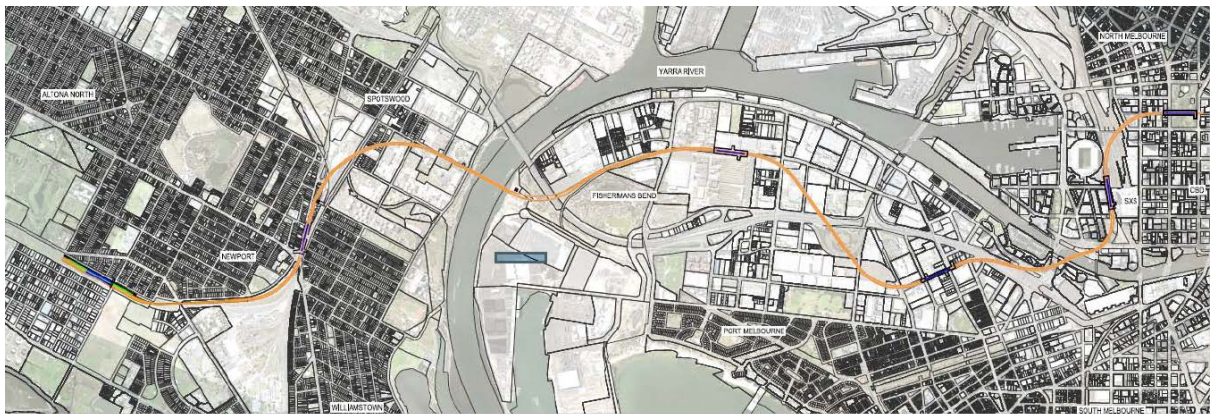 NORTH MELBOURNE
YARRA RIVER
ALTONA NORTH
SPOTSWOOD
FISHERMANS BEND
CBD
SXS
NEWPORT
PORT MELBOURNE
WILLIAMSTOWN
SOUTH MELBOURNE